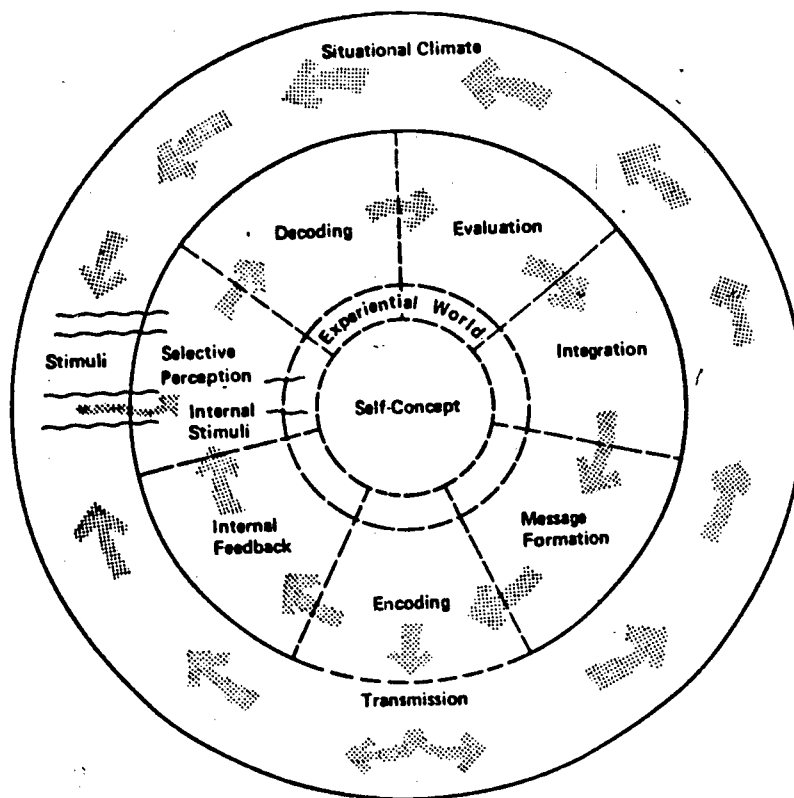 Situational Climate
Decoding
Evaluation
Experiential World
Stimuli
Selective
Perception
Integration
Internal
Stimuli
Self-Concept
Internal
Feedback
Message
Formation
Encoding
Transmission